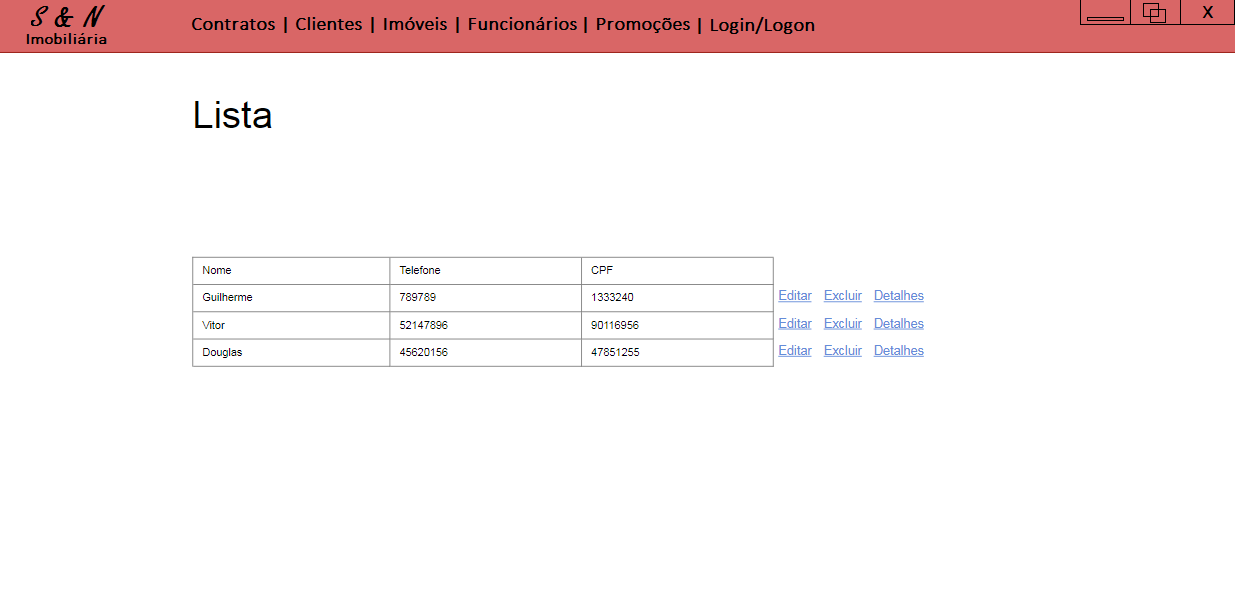 S & N
Imobiliária
Contratos | Clientes | Imóveis | Funcionários | Promoções | Login/Logon
X
Lista
Nome Telefone CPF
Guilherme 789789 1333240 Editar Excluir Detalhes
Vitor 52147896 90116956 Editar Excluir Detalhes
Douglas 45620156 47851255 Editar Excluir Detalhes